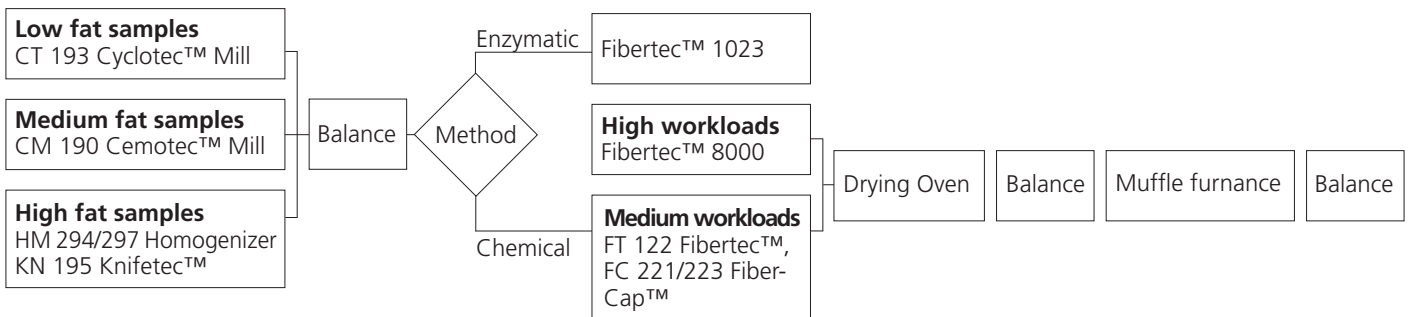 Low fat samples
CT 193 Cyclotec™ Mill
Medium fat samples
CM 190 Cemotec™ Mill
High fat samples
HM 294/297 Homogenizer
KN 195 Knifetec™
Balance
Method
Enzymatic
Chemical
Fibertec™ 1023
High workloads
Fibertec™ 8000
Medium workloads
FT 122 Fibertec™,
FC 221/223 Fiber-
Cap™
Drying Oven
Balance
Muffle furnance
Balance